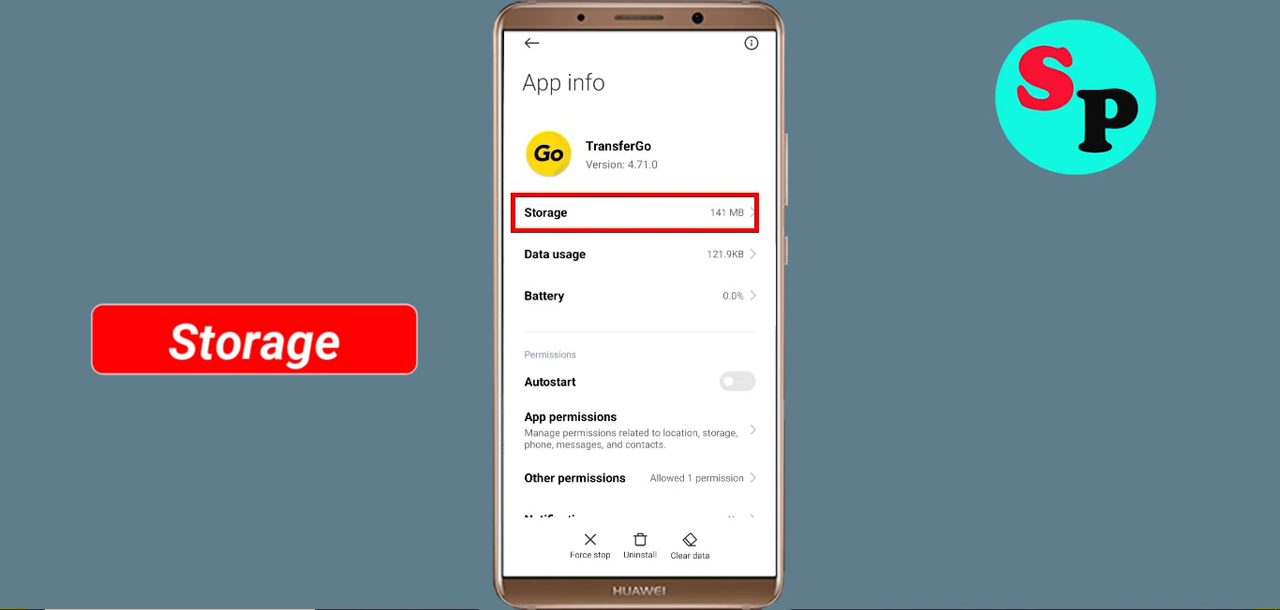 App info
Go
TransferGo
Version: 4.71.0
Storage 141 MB
Data usage 121.9KB
Battery 0.0%
Permissions
Autostart
App permissions
Manage permissions related to location, storage,
phone, messages, and contacts.
Other permissions Allowed 1 permission
Force stop Uninstall Clear data
HUAWEI
Storage
SP